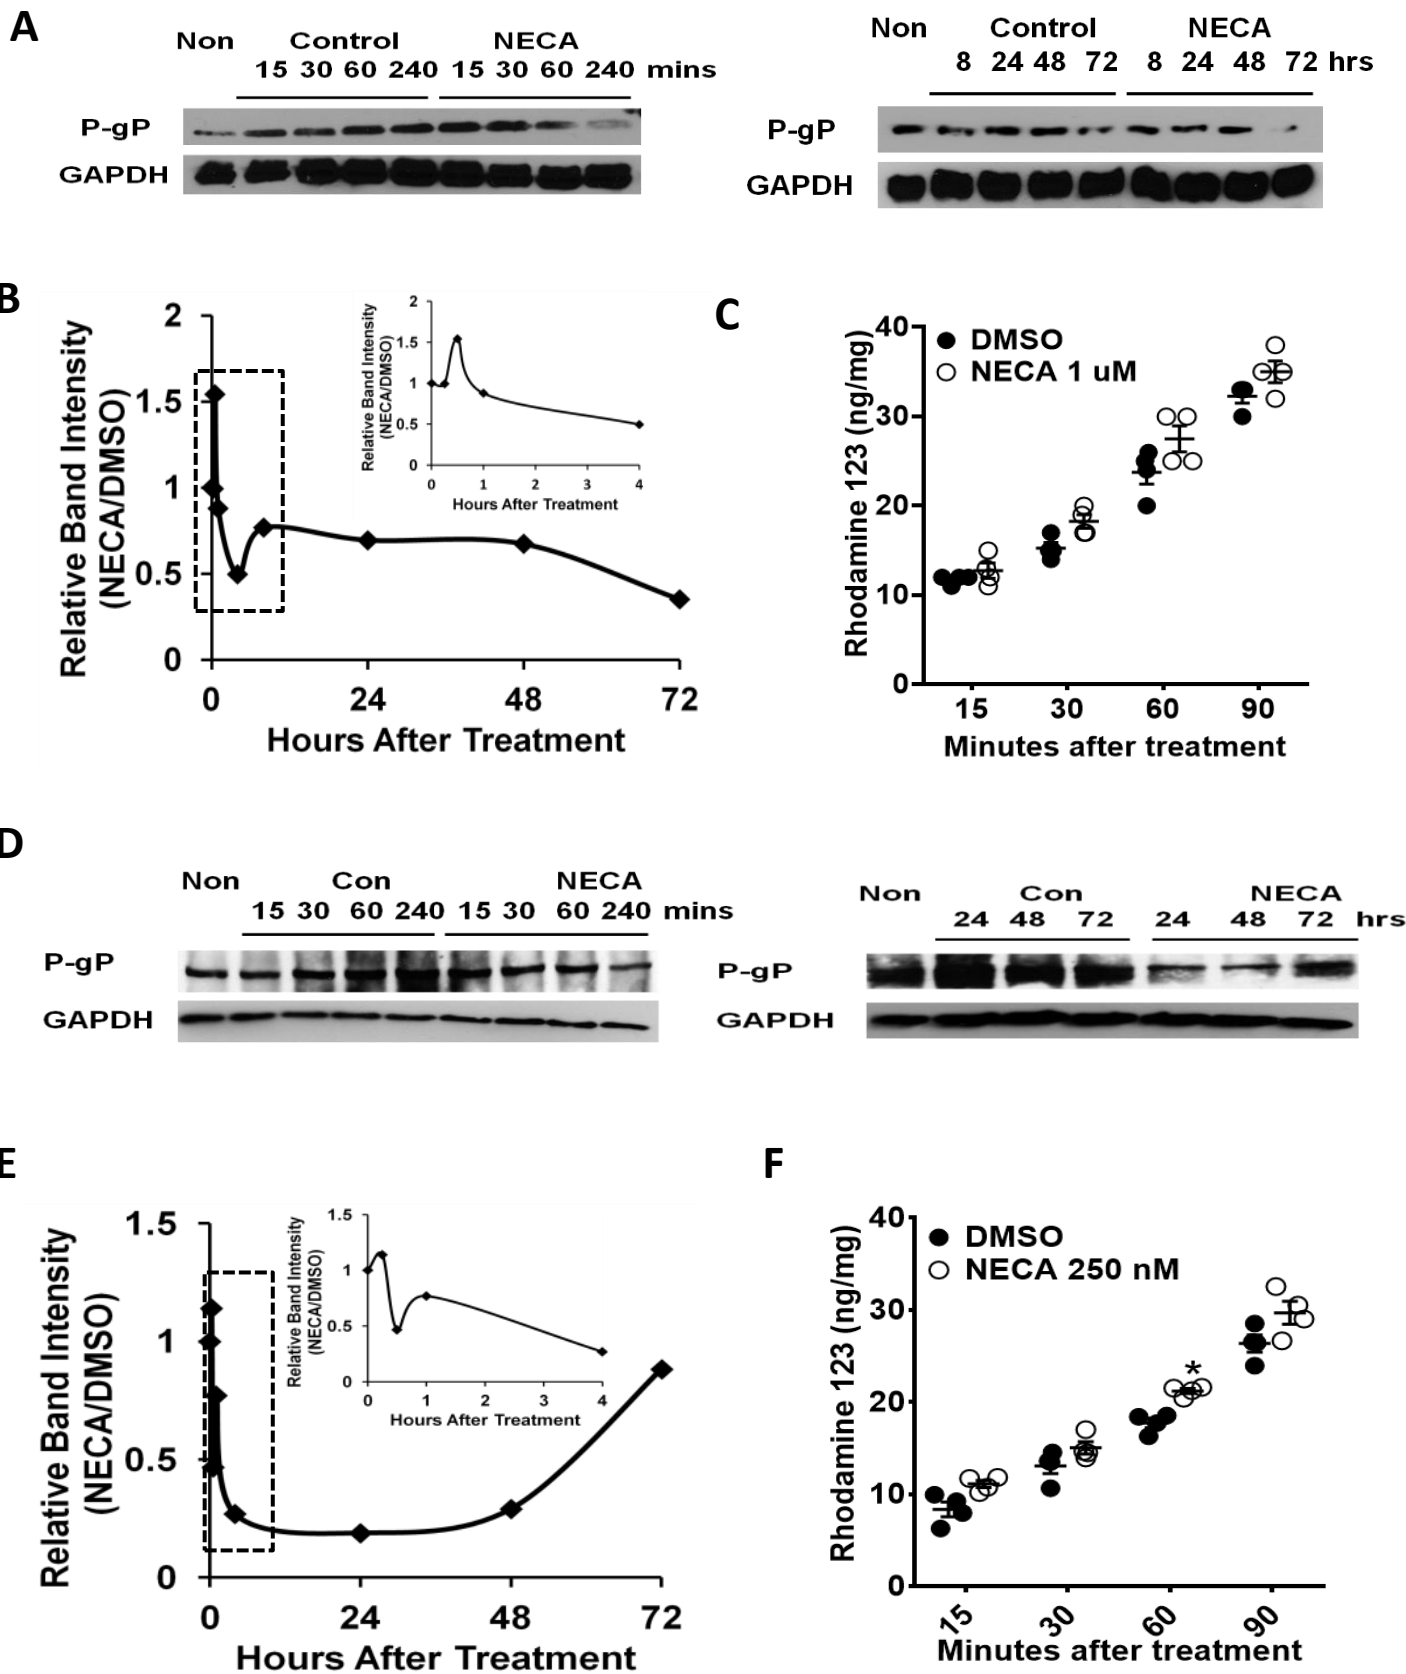 A
Non Control NECA
15 30 60 240 15 30 60 240 mins
P-gP
GAPDH
Non Control NECA
8 24 48 72 8 24 48 72 hrs
P-gP
GAPDH
B
Relative Band Intensity
(NECA/DMSO)
2
1.5
1
0.5
0
0 24 48 72
Hours After Treatment
Relative Band Intensity
(NECA/DMSO)
2
1.5
1
0.5
0
0 1 2 3 4
Hours After Treatment
C
Rhodamine 123 (ng/mg)
40
30
20
10
0
DMSO
NECA 1 uM
15 30 60 90
Minutes after treatment
D
Non Con NECA
15 30 60 240 15 30 60 240 mins
P-gP
GAPDH
Non Con NECA
24 48 72 24 48 72 hrs
P-gP
GAPDH
E
Relative Band Intensity
(NECA/DMSO)
1.5
1
0.5
0
0 24 48 72
Hours After Treatment
Relative Band Intensity
(NECA/DMSO)
1.5
1
0.5
0
0 1 2 3 4
Hours After Treatment
F
Rhodamine 123 (ng/mg)
40
30
20
10
0
DMSO
NECA 250 nM
*
15 30 60 90
Minutes after treatment